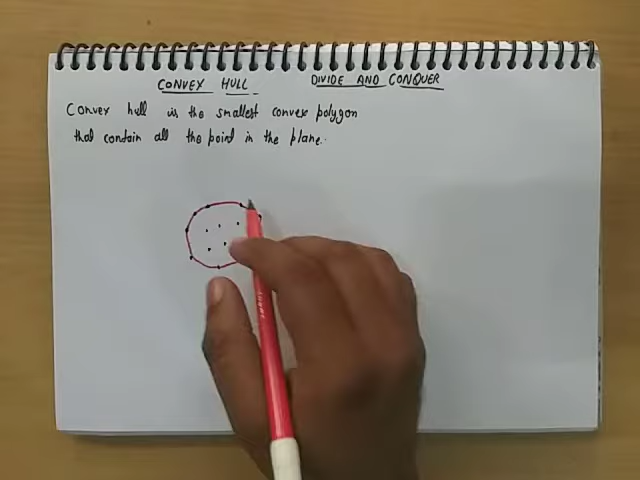 CONVEX HULL DIVIDE AND CONQUER
Convex hull is the smallest convex polygon
that contain all the point in the plane.